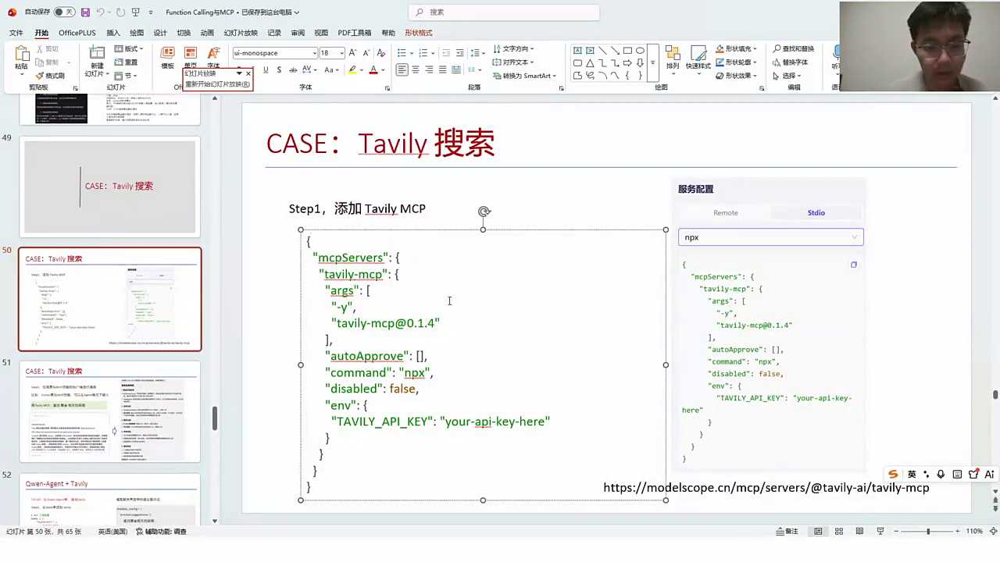 自动保存 关 Function Calling与MCP • 已保存到这台电脑 搜索
文件 开始 OfficePLUS 插入 绘图 设计 切换 动画 幻灯片放映 记录 审阅 视图 PDF工具箱 帮助 形状格式
粘贴 剪切 复制 格式刷 剪贴板
新建 幻灯片 版式 重置 节 幻灯片
模板 单页 字体
幻灯片放映
重新开始幻灯片放映(R)
ui-monospace 18 字体
文字方向 对齐文本 转换为 SmartArt 段落
排列 快速样式 形状填充 形状轮廓 形状效果 绘图
查找和替换 替换字体 选择 编辑
49
CASE：Tavily 搜索
50
CASE：Tavily 搜索
51
CASE：Tavily 搜索
52
Qwen-Agent + Tavily
CASE：Tavily 搜索
Step1，添加 Tavily MCP
{
"mcpServers": {
"tavily-mcp": {
"args": [
"-y",
"tavily-mcp@0.1.4"
],
"autoApprove": [],
"command": "npx",
"disabled": false,
"env": {
"TAVILY_API_KEY": "your-api-key-here"
}
}
}
}
服务配置
Remote Stdio
npx
{
"mcpServers": {
"tavily-mcp": {
"args": [
"-y",
"tavily-mcp@0.1.4"
],
"autoApprove": [],
"command": "npx",
"disabled": false,
"env": {
"TAVILY_API_KEY": "your-api-key-
here"
}
}
}
}
英
https://modelscope.cn/mcp/servers/@tavily-ai/tavily-mcp
幻灯片 第 50 张，共 65 张 英语(美国) 辅助功能: 调查 备注 110%